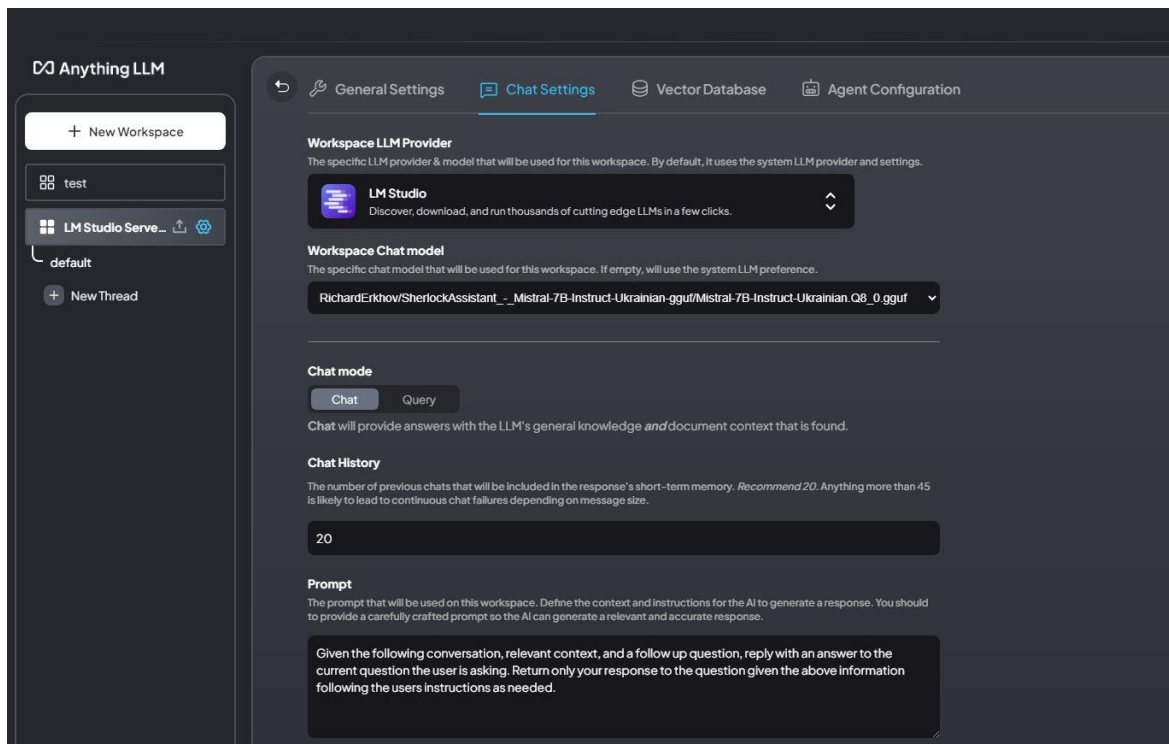 Anything LLM
+ New Workspace
test
LM Studio Serve...
default
+ New Thread
General Settings
Chat Settings
Vector Database
Agent Configuration
Workspace LLM Provider
The specific LLM provider & model that will be used for this workspace. By default, it uses the system LLM provider and settings.
LM Studio
Discover, download, and run thousands of cutting edge LLMs in a few clicks.
Workspace Chat model
The specific chat model that will be used for this workspace. If empty, will use the system LLM preference.
RichardErkhov/SherlockAssistant_-_Mistral-7B-Instruct-Ukrainian-gguf/Mistral-7B-Instruct-Ukrainian.Q8_0.gguf
Chat mode
Chat
Query
Chat will provide answers with the LLM's general knowledge and document context that is found.
Chat History
The number of previous chats that will be included in the response's short-term memory. Recommend 20. Anything more than 45
is likely to lead to continuous chat failures depending on message size.
20
Prompt
The prompt that will be used on this workspace. Define the context and instructions for the AI to generate a response. You should
to provide a carefully crafted prompt so the AI can generate a relevant and accurate response.
Given the following conversation, relevant context, and a follow up question, reply with an answer to the
current question the user is asking. Return only your response to the question given the above information
following the users instructions as needed.